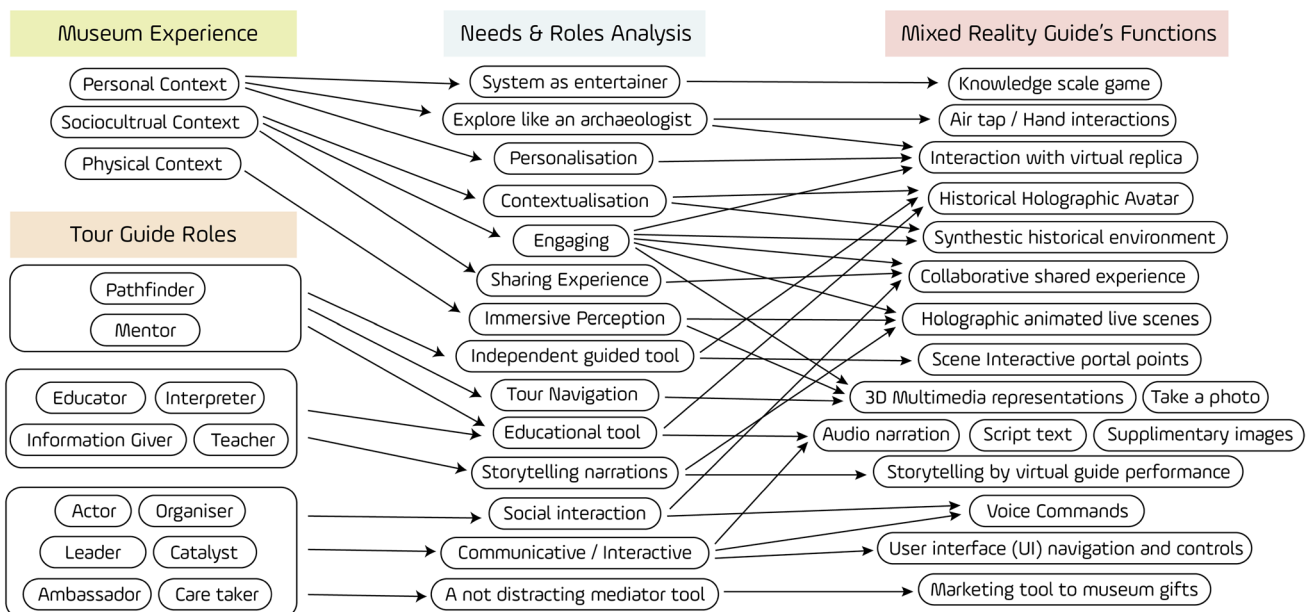 Museum Experience
Personal Context
Sociocultrual Context
Physical Context
Tour Guide Roles
Pathfinder
Mentor
Educator
Interpreter
Information Giver
Teacher
Actor
Organiser
Leader
Catalyst
Ambassador
Care taker
Needs & Roles Analysis
System as entertainer
Explore like an archaeologist
Personalisation
Contextualisation
Engaging
Sharing Experience
Immersive Perception
Independent guided tool
Tour Navigation
Educational tool
Storytelling narrations
Social interaction
Communicative / Interactive
A not distracting mediator tool
Mixed Reality Guide's Functions
Knowledge scale game
Air tap / Hand interactions
Interaction with virtual replica
Historical Holographic Avatar
Synthestic historical environment
Collaborative shared experience
Holographic animated live scenes
Scene Interactive portal points
3D Multimedia representations
Take a photo
Audio narration
Script text
Supplimentary images
Storytelling by virtual guide performance
Voice Commands
User interface (UI) navigation and controls
Marketing tool to museum gifts